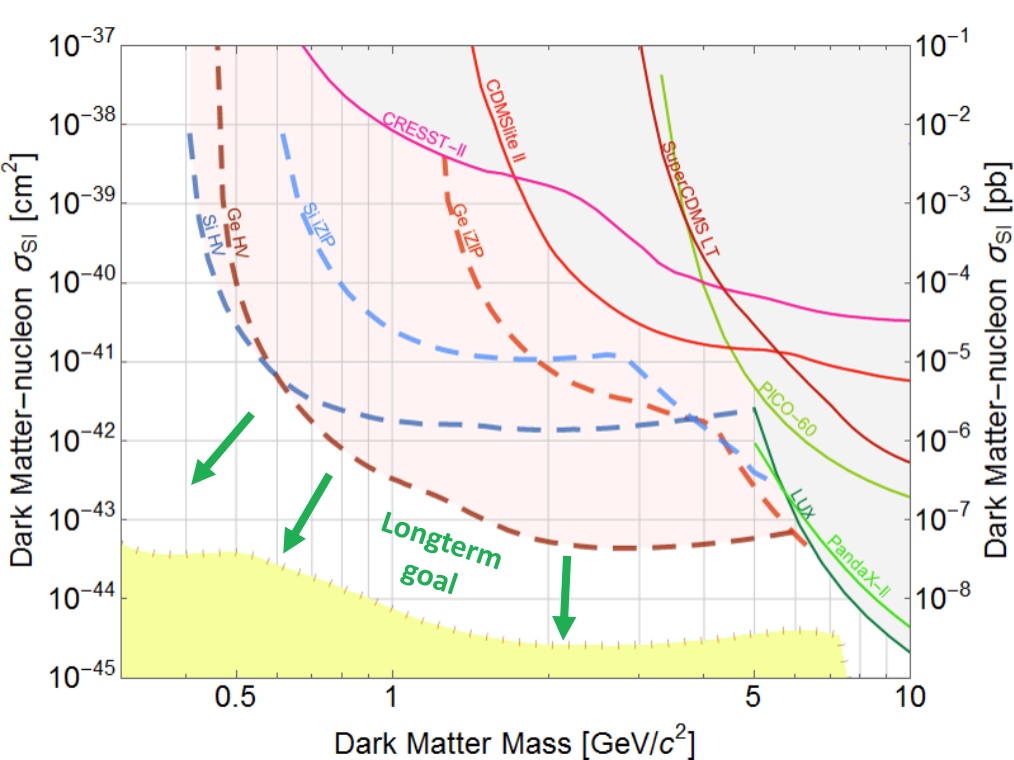 10⁻³⁷
10⁻³⁸
10⁻³⁹
10⁻⁴⁰
10⁻⁴¹
10⁻⁴²
10⁻⁴³
10⁻⁴⁴
10⁻⁴⁵
Dark Matter−nucleon σSI [cm²]
10⁻¹
10⁻²
10⁻³
10⁻⁴
10⁻⁵
10⁻⁶
10⁻⁷
10⁻⁸
Dark Matter−nucleon σSI [pb]
CRESST−II
CDMSlite II
SuperCDMS LT
Si HV
Ge HV
Si iZIP
Ge iZIP
PICO−60
LUX
PandaX−II
Longterm
goal
0.5
1
5
10
Dark Matter Mass [GeV/c²]